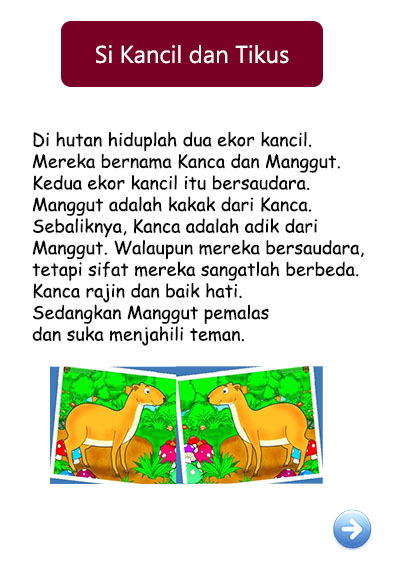 Si Kancil dan Tikus
Di hutan hiduplah dua ekor kancil.
Mereka bernama Kanca dan Manggut.
Kedua ekor kancil itu bersaudara.
Manggut adalah kakak dari Kanca.
Sebaliknya, Kanca adalah adik dari
Manggut. Walaupun mereka bersaudara,
tetapi sifat mereka sangatlah berbeda.
Kanca rajin dan baik hati.
Sedangkan Manggut pemalas
dan suka menjahili teman.